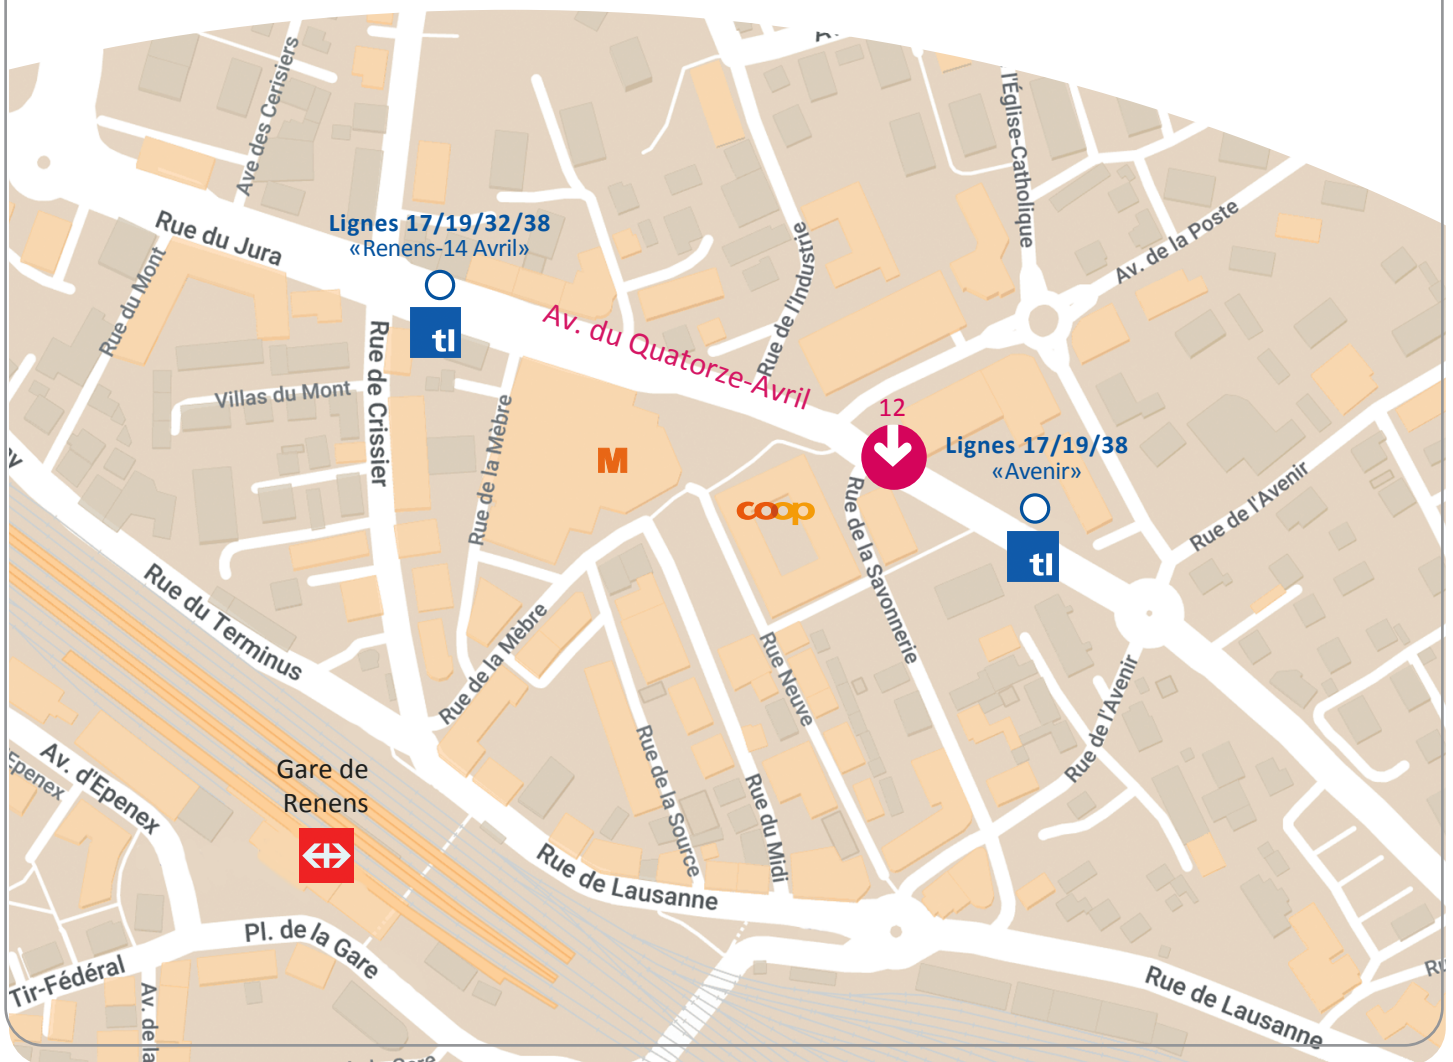 Ave des Cerisiers
l'Église-Catholique
Av. de la Poste
Rue du Jura
Lignes 17/19/32/38
«Renens-14 Avril»
tl
Rue du Mont
Rue de l'Industrie
Av. du Quatorze-Avril
Rue de Crissier
Villas du Mont
Rue de la Mèbre
12
Lignes 17/19/38
«Avenir»
tl
M
coop
Rue de l'Avenir
Rue de la Savonnerie
Rue du Terminus
Rue de la Mèbre
Rue Neuve
Rue de l'Avenir
Rue de la Source
Rue du Midi
Av. d'Epenex
Epenex
Gare de
Renens
Rue de Lausanne
Pl. de la Gare
Tir-Fédéral
Av. de la
Rue de Lausanne